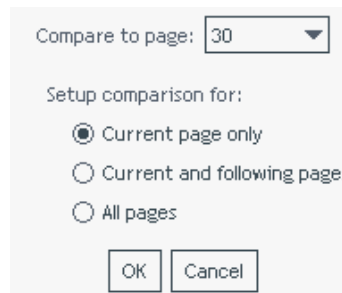 Compare to page: 30
Setup comparison for:
Current page only
Current and following page
All pages
OK Cancel